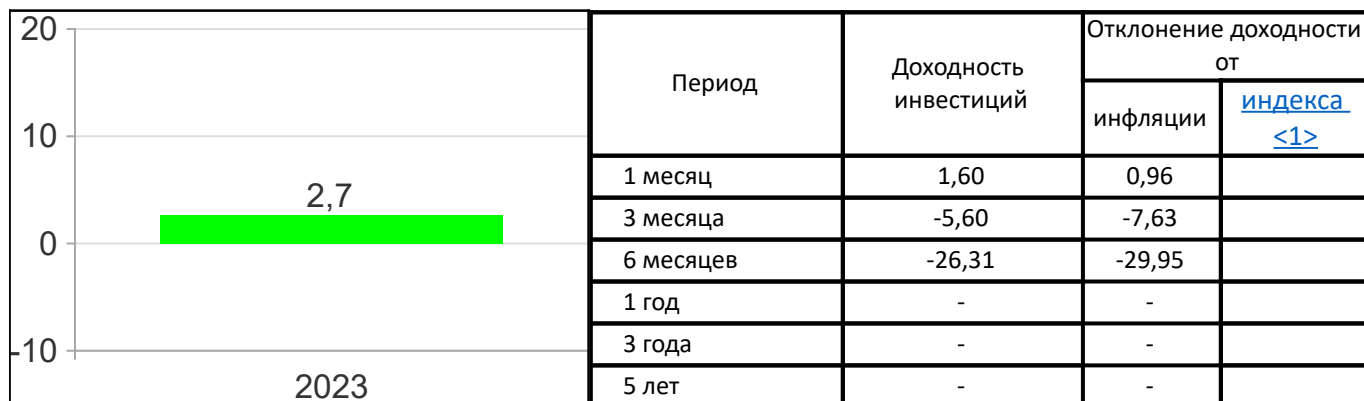 20
10
0
-10
2,7
2023
Период
Доходность
инвестиций
Отклонение доходности
от
инфляции
индекса
<1>
1 месяц 1,60 0,96
3 месяца -5,60 -7,63
6 месяцев -26,31 -29,95
1 год - -
3 года - -
5 лет - -